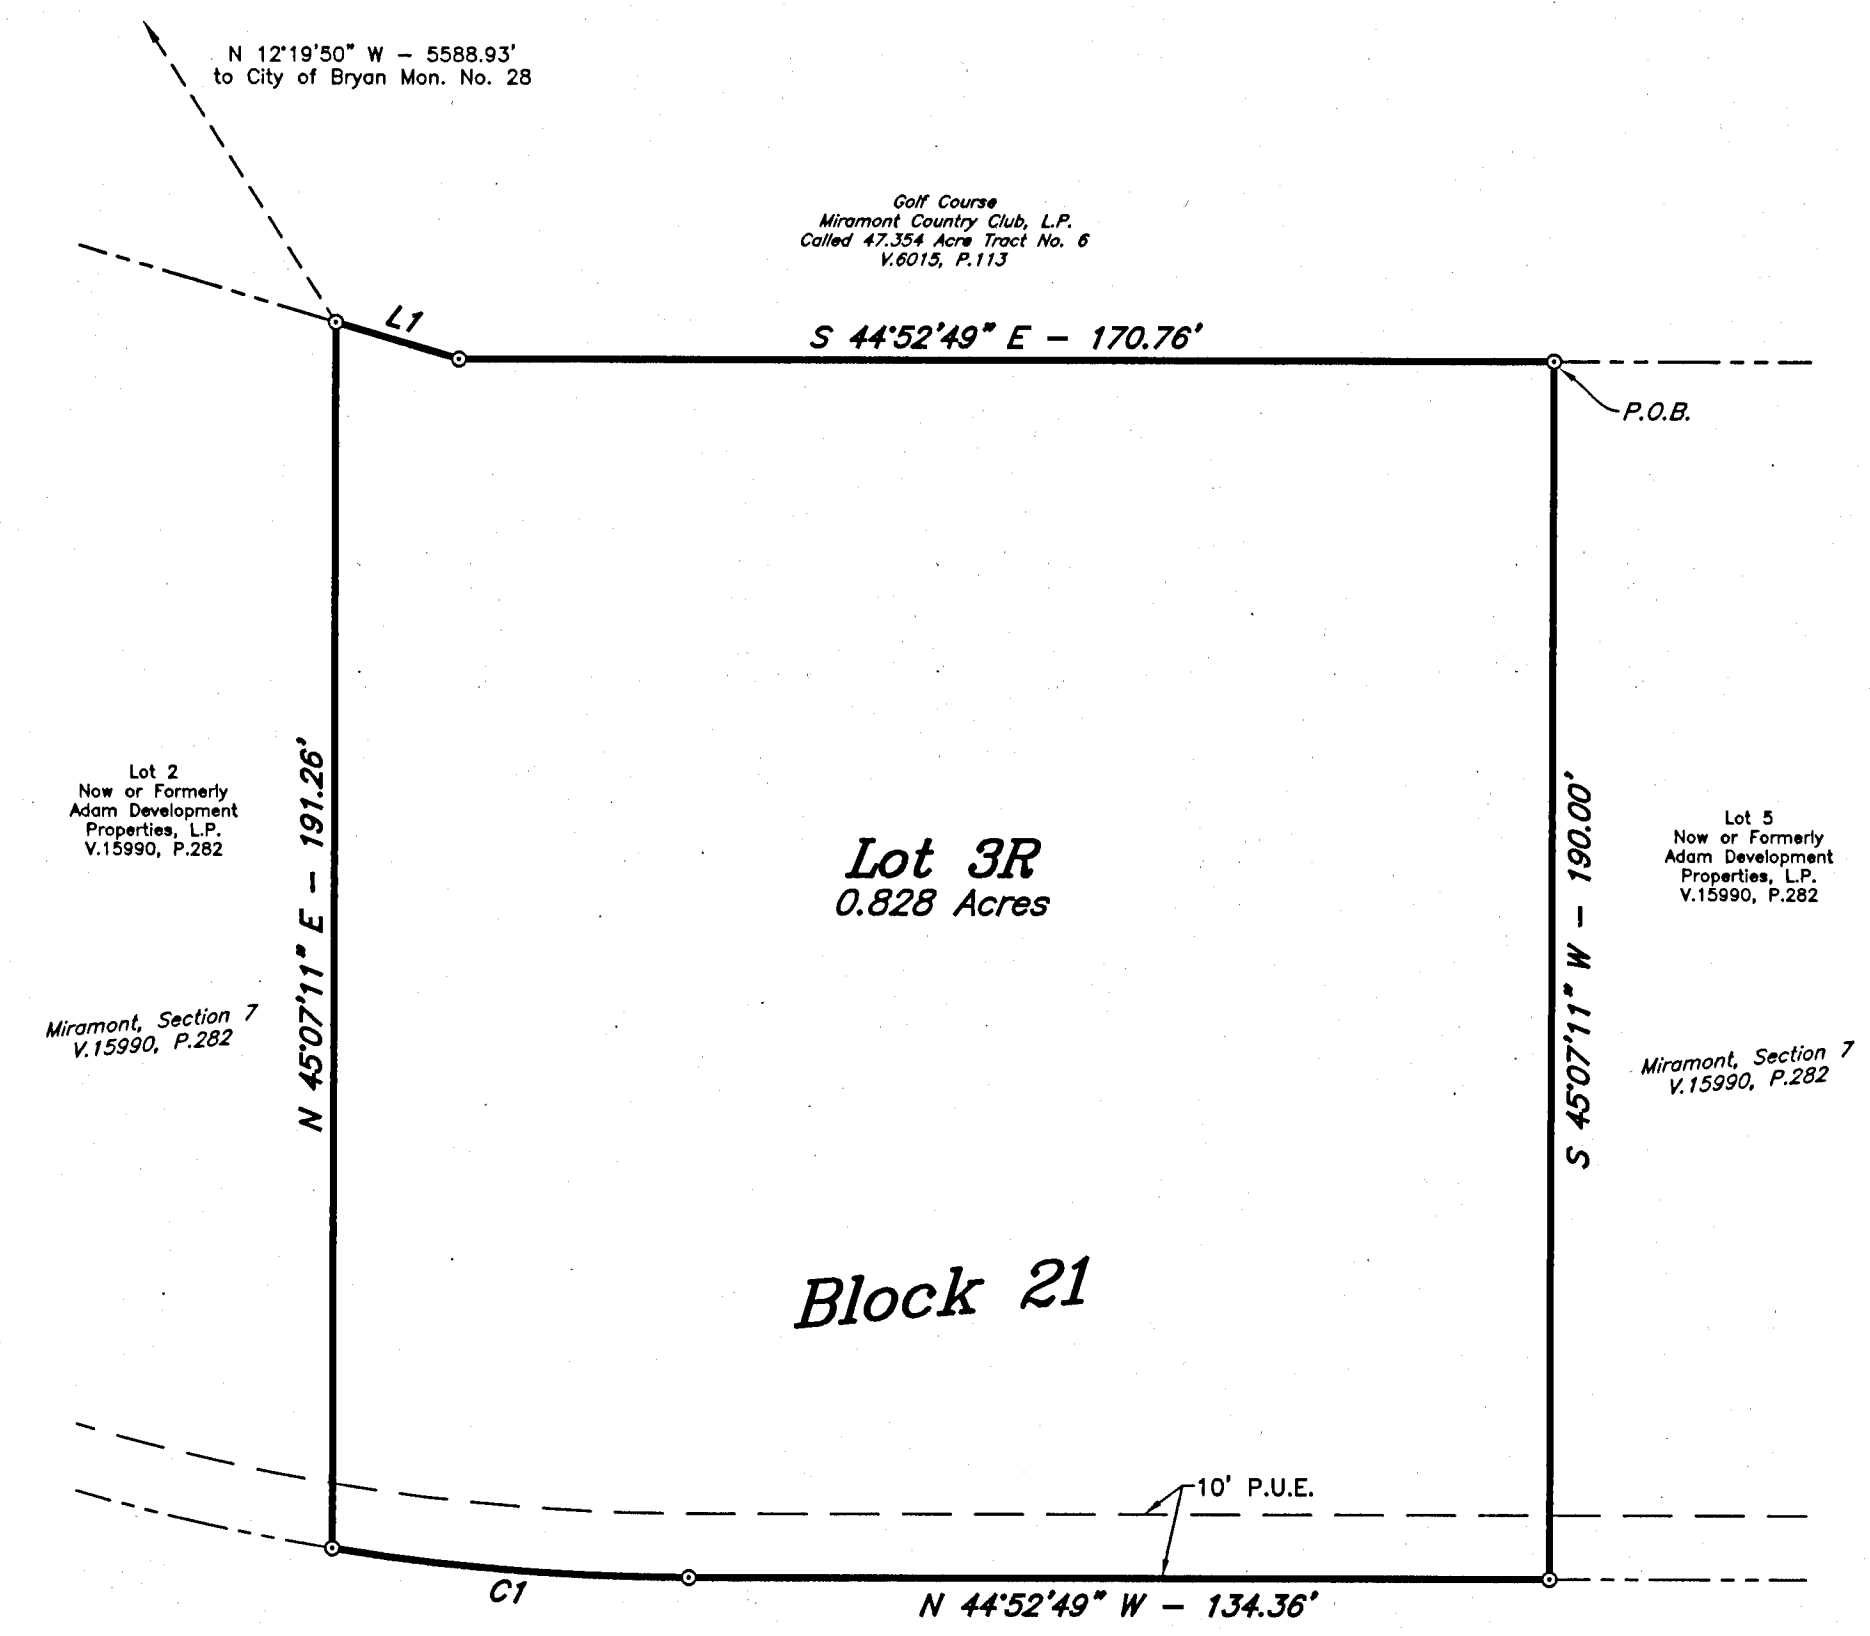 N 12°19'50" W – 5588.93'
to City of Bryan Mon. No. 28
Golf Course
Miramont Country Club, L.P.
Called 47.354 Acre Tract No. 6
V.6015, P.113
L1
S 44°52'49" E – 170.76'
P.O.B.
Lot 2
Now or Formerly
Adam Development
Properties, L.P.
V.15990, P.282
N 45°07'11" E – 191.26'
Lot 3R
0.828 Acres
S 45°07'11" W – 190.00'
Lot 5
Now or Formerly
Adam Development
Properties, L.P.
V.15990, P.282
Miramont, Section 7
V.15990, P.282
Miramont, Section 7
V.15990, P.282
Block 21
10' P.U.E.
C1
N 44°52'49" W – 134.36'